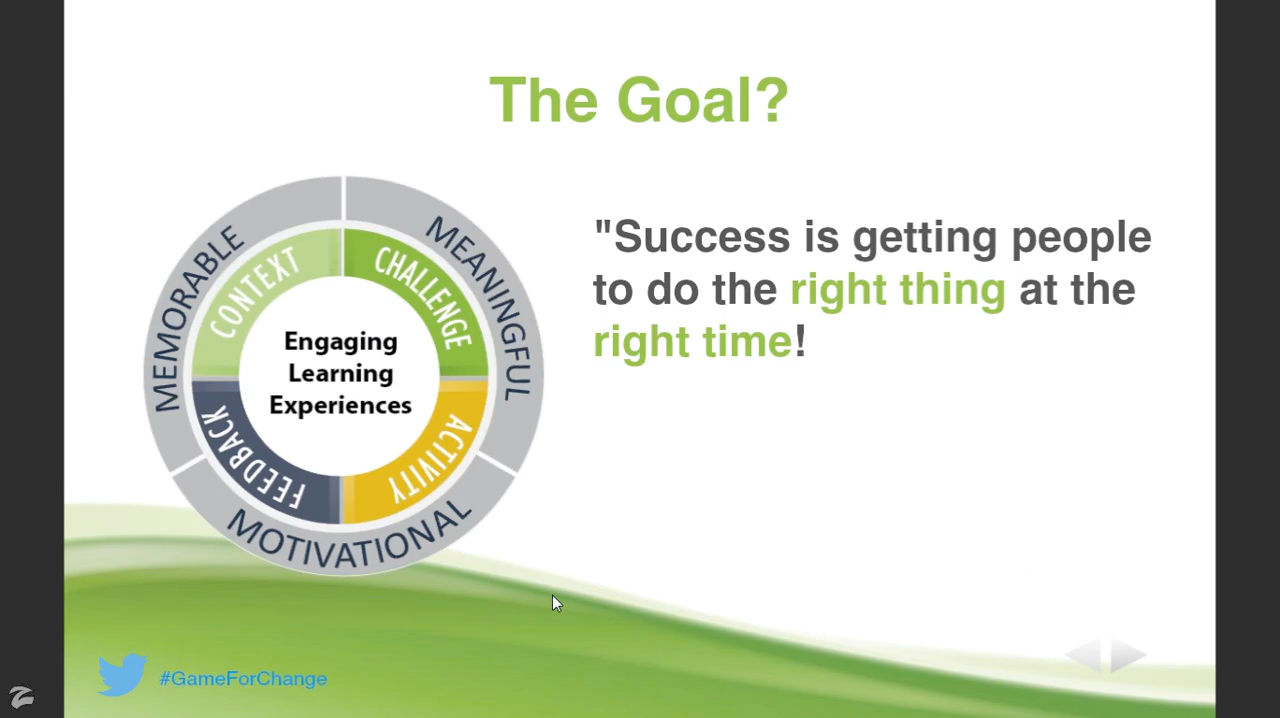 The Goal?
MEMORABLE
MEANINGFUL
MOTIVATIONAL
CONTEXT
CHALLENGE
FEEDBACK
ACTIVITY
Engaging
Learning
Experiences
"Success is getting people
to do the right thing at the
right time!
#GameForChange